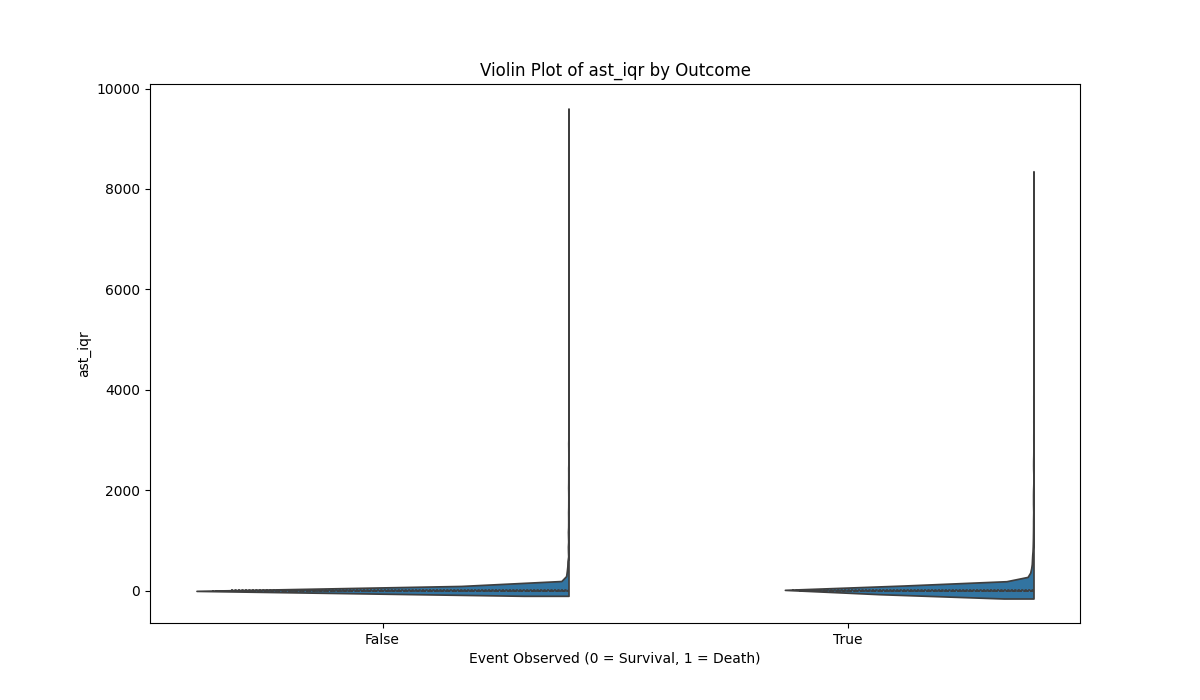 Violin Plot of ast_iqr by Outcome
10000
8000
6000
4000
2000
0
ast_iqr
False
True
Event Observed (0 = Survival, 1 = Death)